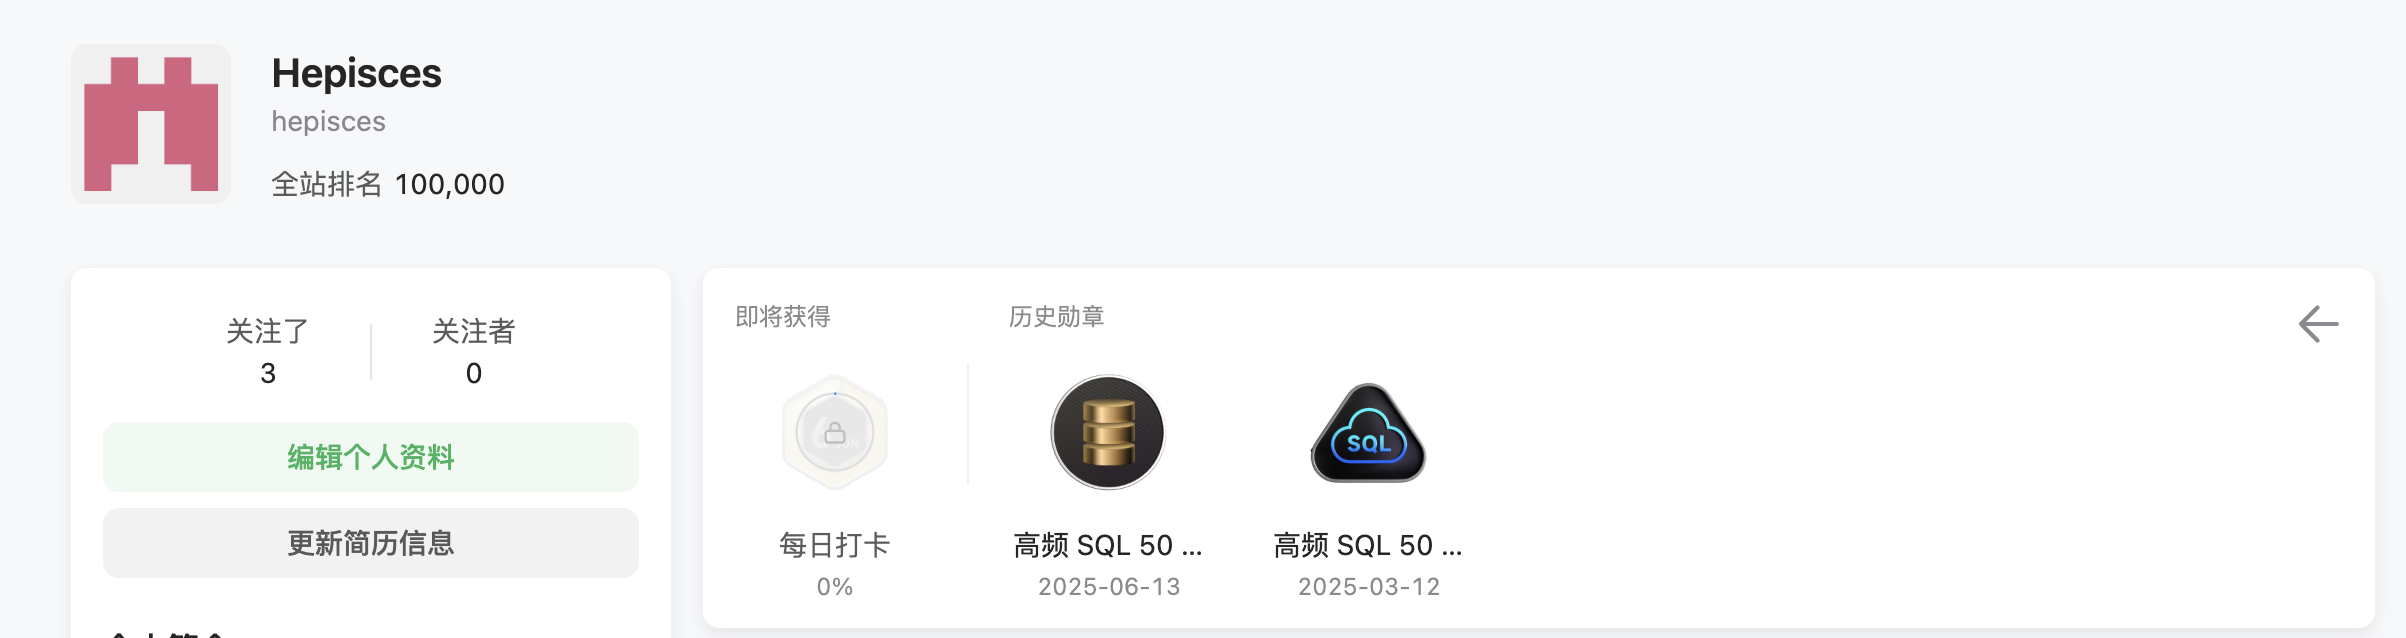 Hepisces
hepisces
全站排名 100,000
关注了
3
关注者
0
编辑个人资料
更新简历信息
即将获得
历史勋章
每日打卡
0%
SQL
高频 SQL 50 ...
2025-06-13
高频 SQL 50 ...
2025-03-12